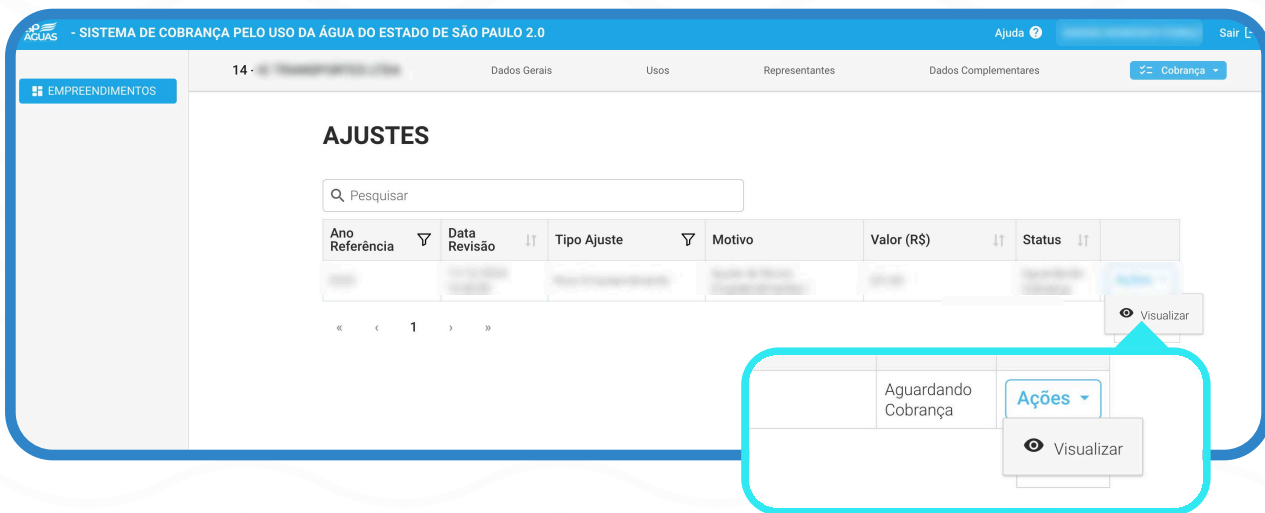 ÁGUAS - SISTEMA DE COBRANÇA PELO USO DA ÁGUA DO ESTADO DE SÃO PAULO 2.0 Ajuda ? Sair
14 - Dados Gerais Usos Representantes Dados Complementares Cobrança
EMPREENDIMENTOS
AJUSTES
Pesquisar
Ano Referência
Data Revisão
Tipo Ajuste
Motivo
Valor (R$)
Status
Visualizar
« ‹ 1 › »
Aguardando
Cobrança
Ações
Visualizar